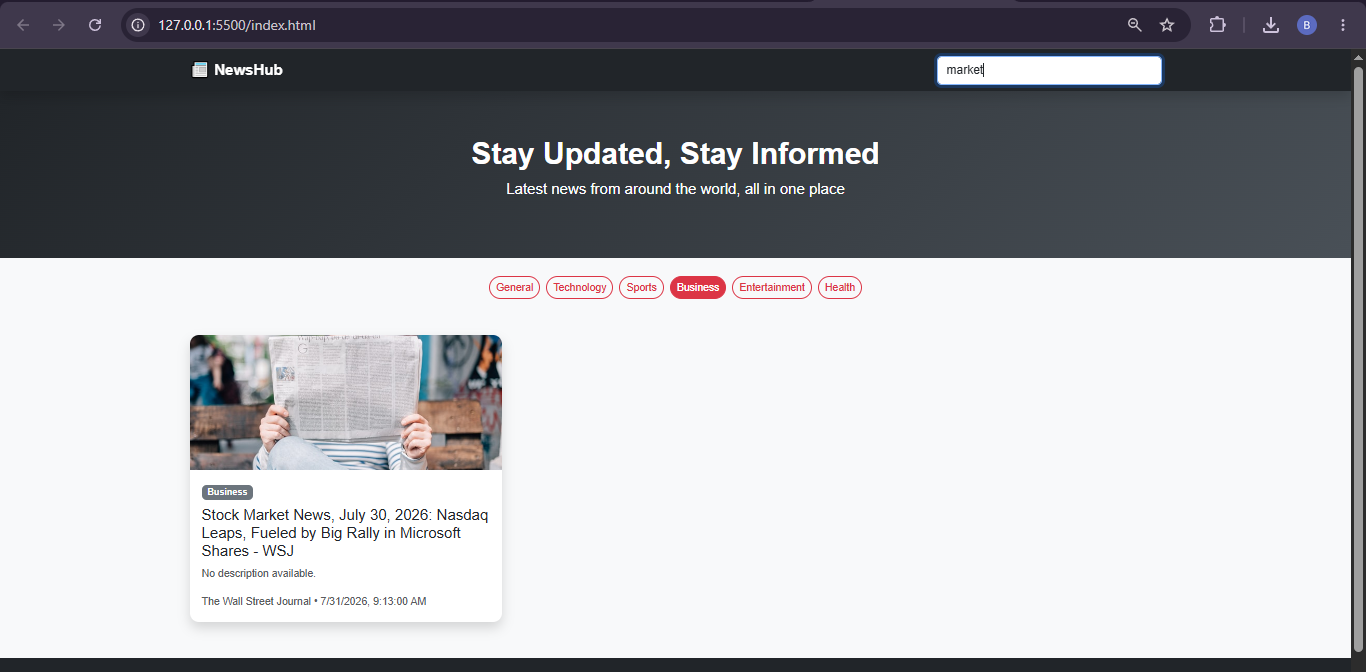 127.0.0.1:5500/index.html
B
NewsHub
market
Stay Updated, Stay Informed
Latest news from around the world, all in one place
General
Technology
Sports
Business
Entertainment
Health
Business
Stock Market News, July 30, 2026: Nasdaq
Leaps, Fueled by Big Rally in Microsoft
Shares - WSJ
No description available.
The Wall Street Journal • 7/31/2026, 9:13:00 AM